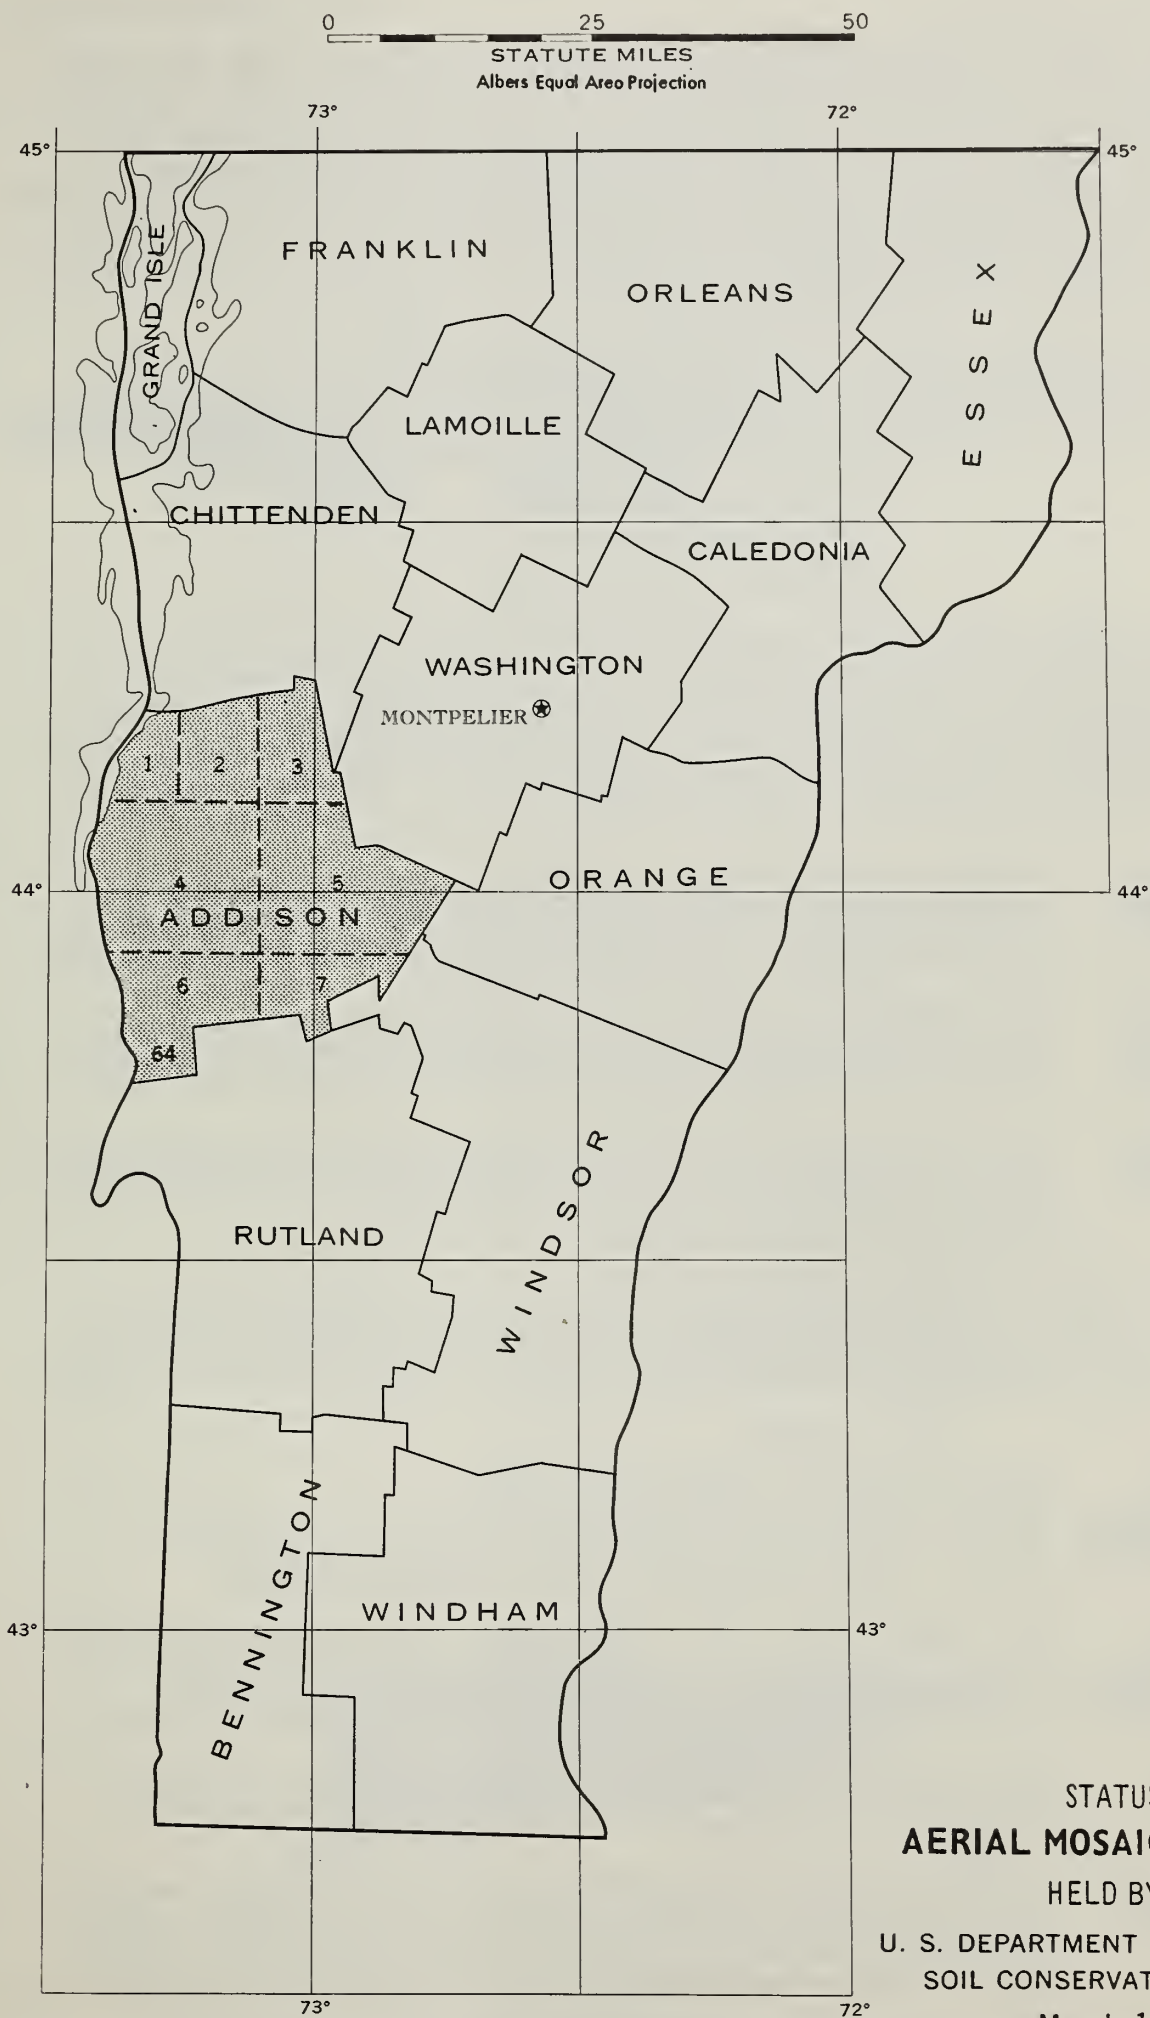 0 25 50
STATUTE MILES
Albers Equal Area Projection
73° 72°
45° 45°
FRANKLIN
ORLEANS
ESSEX
GRAND ISLE
LAMOILLE
CHITTENDEN
CALEDONIA
WASHINGTON
MONTPELIER
1 2 3
4 5
44° 44°
ORANGE
ADDISON
6 7
64
WINDSOR
RUTLAND
BENNINGTON
WINDHAM
43° 43°
STATUS
AERIAL MOSAIC
HELD BY
U. S. DEPARTMENT
SOIL CONSERVAT
73° 72°